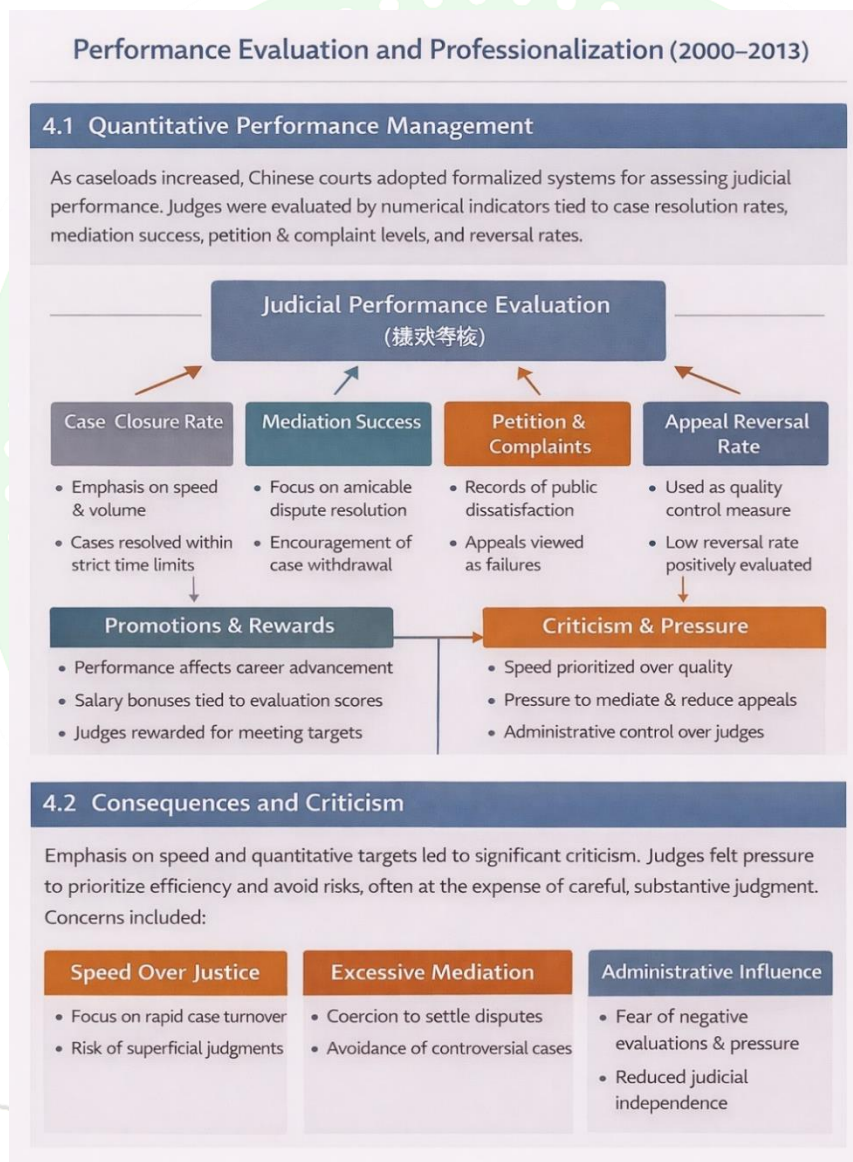 Performance Evaluation and Professionalization (2000–2013)
4.1 Quantitative Performance Management
As caseloads increased, Chinese courts adopted formalized systems for assessing judicial
performance. Judges were evaluated by numerical indicators tied to case resolution rates,
mediation success, petition & complaint levels, and reversal rates.
Judicial Performance Evaluation
Case Closure Rate
• Emphasis on speed
& volume
• Cases resolved within
strict time limits
Mediation Success
• Focus on amicable
dispute resolution
• Encouragement of
case withdrawal
Petition &
Complaints
• Records of public
dissatisfaction
• Appeals viewed
as failures
Appeal Reversal
Rate
• Used as quality
control measure
• Low reversal rate
positively evaluated
Promotions & Rewards
• Performance affects career advancement
• Salary bonuses tied to evaluation scores
• Judges rewarded for meeting targets
Criticism & Pressure
• Speed prioritized over quality
• Pressure to mediate & reduce appeals
• Administrative control over judges
4.2 Consequences and Criticism
Emphasis on speed and quantitative targets led to significant criticism. Judges felt pressure
to prioritize efficiency and avoid risks, often at the expense of careful, substantive judgment.
Concerns included:
Speed Over Justice
• Focus on rapid case turnover
• Risk of superficial judgments
Excessive Mediation
• Coercion to settle disputes
• Avoidance of controversial cases
Administrative Influence
• Fear of negative
evaluations & pressure
• Reduced judicial
independence